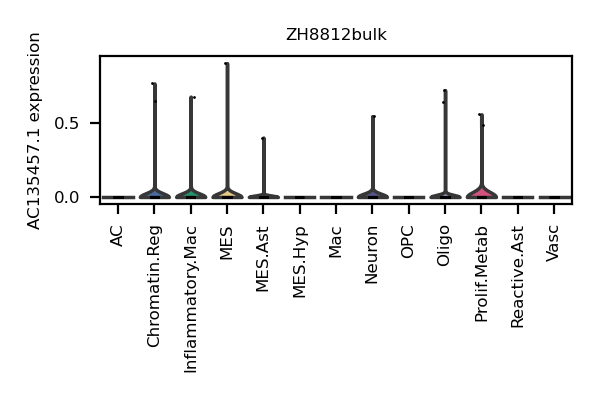 ZH8812bulk
AC135457.1 expression
0.5
0.0
AC
Chromatin.Reg
Inflammatory.Mac
MES
MES.Ast
MES.Hyp
Mac
Neuron
OPC
Oligo
Prolif.Metab
Reactive.Ast
Vasc